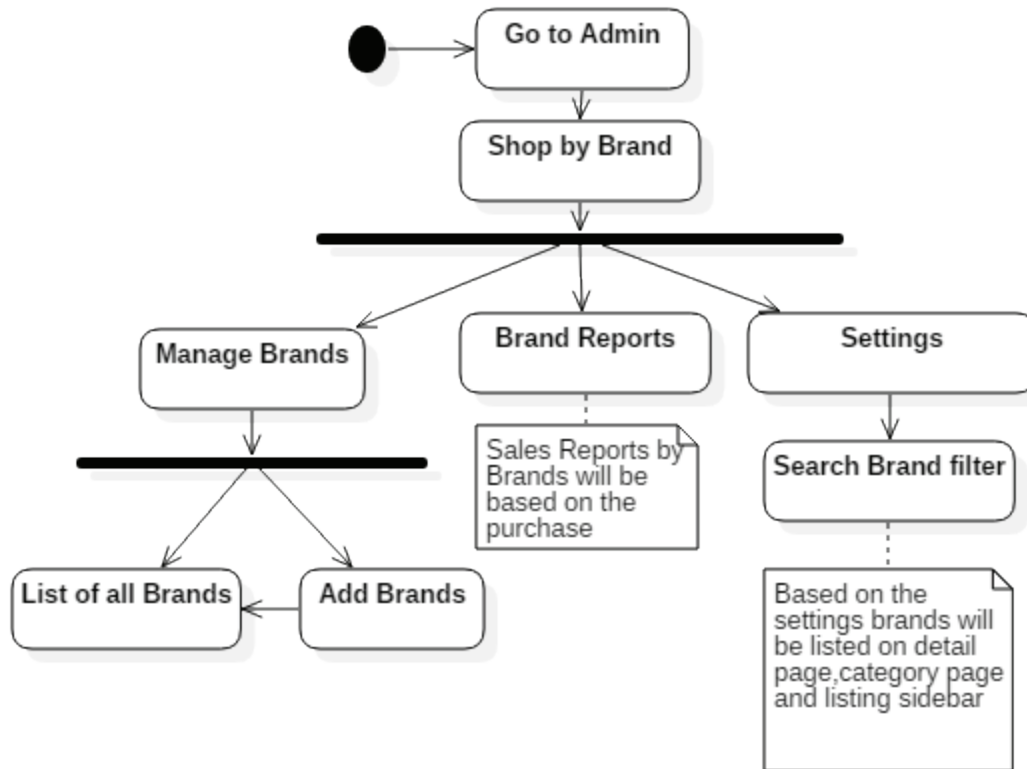 Go to Admin
Shop by Brand
Manage Brands
Brand Reports
Settings
Sales Reports by
Brands will be
based on the
purchase
Search Brand filter
List of all Brands
Add Brands
Based on the
settings brands will
be listed on detail
page,category page
and listing sidebar